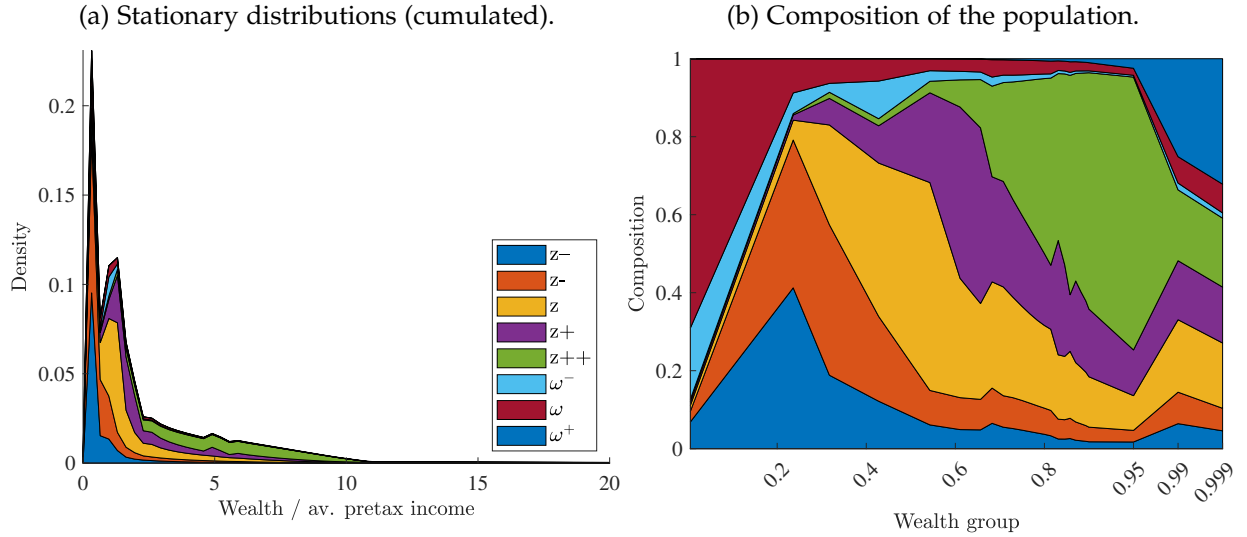 (a) Stationary distributions (cumulated).
Density
0.2
0.15
0.1
0.05
0
0 5 10 15 20
Wealth / av. pretax income
z−
z-
z
z+
z++
ω⁻
ω
ω⁺
(b) Composition of the population.
Composition
1
0.8
0.6
0.4
0.2
0
0.2 0.4 0.6 0.8 0.95 0.99 0.999
Wealth group